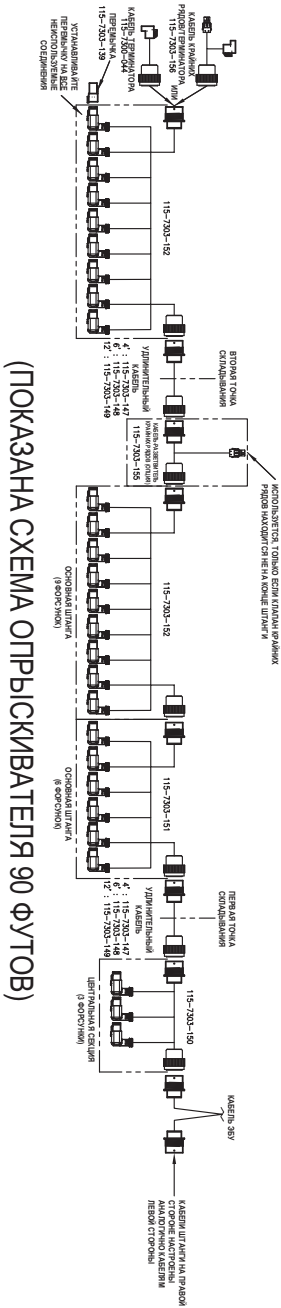 КАБЕЛЬ КРАЙНИХ
РЯДОВ/ТЕРМИНАТОРА
115-7303-156
ИЛИ
КАБЕЛЬ ТЕРМИНАТОРА
115-7300-044
ПЕРЕМЫЧКА
115-7303-139
УСТАНАВЛИВАЙТЕ
ПЕРЕМЫЧКУ НА ВСЕ
НЕИСПОЛЬЗУЕМЫЕ
СОЕДИНЕНИЯ
115-7303-152
ВТОРАЯ ТОЧКА
СКЛАДЫВАНИЯ
УДЛИНИТЕЛЬНЫЙ
КАБЕЛЬ
4' : 115-7303-147
6' : 115-7303-148
12' : 115-7303-149
КАБЕЛЬ-РАЗВЕТВИТЕЛЬ
КРАЙНИХ РЯДОВ (ОПЦИЯ)
115-7303-155
ИСПОЛЬЗУЕТСЯ, ТОЛЬКО ЕСЛИ КЛАПАН КРАЙНИХ
РЯДОВ НАХОДИТСЯ НЕ НА КОНЦЕ ШТАНГИ
115-7303-152
ОСНОВНАЯ ШТАНГА
(9 ФОРСУНОК)
115-7303-151
ОСНОВНАЯ ШТАНГА
(6 ФОРСУНОК)
ПЕРВАЯ ТОЧКА
СКЛАДЫВАНИЯ
УДЛИНИТЕЛЬНЫЙ
КАБЕЛЬ
4' : 115-7303-147
6' : 115-7303-148
12' : 115-7303-149
115-7303-150
ЦЕНТРАЛЬНАЯ СЕКЦИЯ
(3 ФОРСУНКИ)
КАБЕЛЬ ЭБУ
КАБЕЛИ ШТАНГИ НА ПРАВОЙ
СТОРОНЕ НАСТРОЕНЫ
АНАЛОГИЧНО КАБЕЛЯМ
ЛЕВОЙ СТОРОНЫ
(ПОКАЗАНА СХЕМА ОПРЫСКИВАТЕЛЯ 90 ФУТОВ)